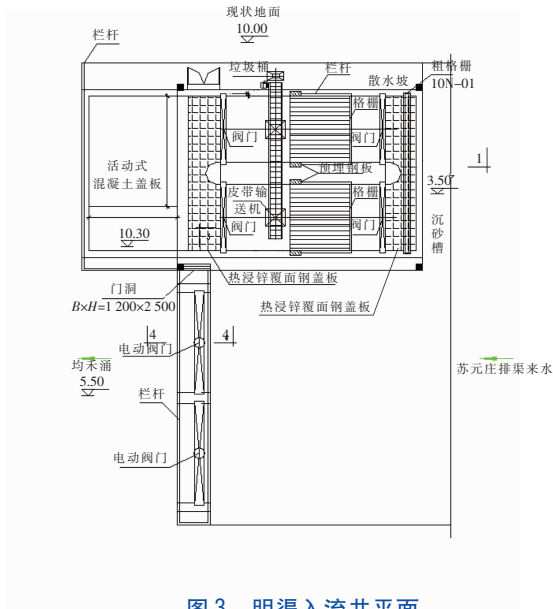 现状地面
10.00
栏杆
垃圾桶
栏杆
散水坡
粗格栅
10N-01
阀门
格栅
阀门
活动式
混凝土盖板
预埋钢板
1
3.50
皮带输
送机
阀门
格栅
阀门
沉
砂
槽
10.30
热浸锌覆面钢盖板
门洞
B×H=1 200×2 500
热浸锌覆面钢盖板
4
4
电动阀门
均禾涌
5.50
苏元庄排渠来水
栏杆
电动阀门
图 3 明渠入流井平面